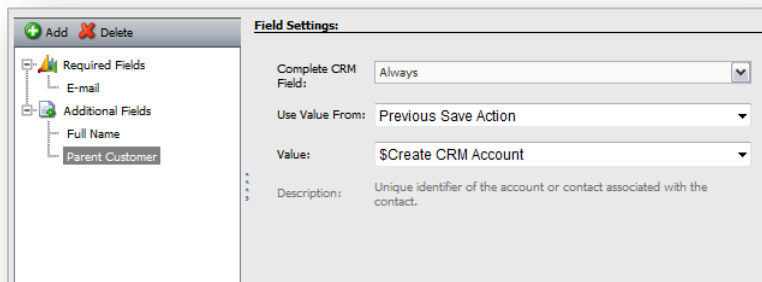 Add Delete
Required Fields
E-mail
Additional Fields
Full Name
Parent Customer
Field Settings:
Complete CRM
Field:
Always
Use Value From:
Previous Save Action
Value:
$Create CRM Account
Description:
Unique identifier of the account or contact associated with the
contact.